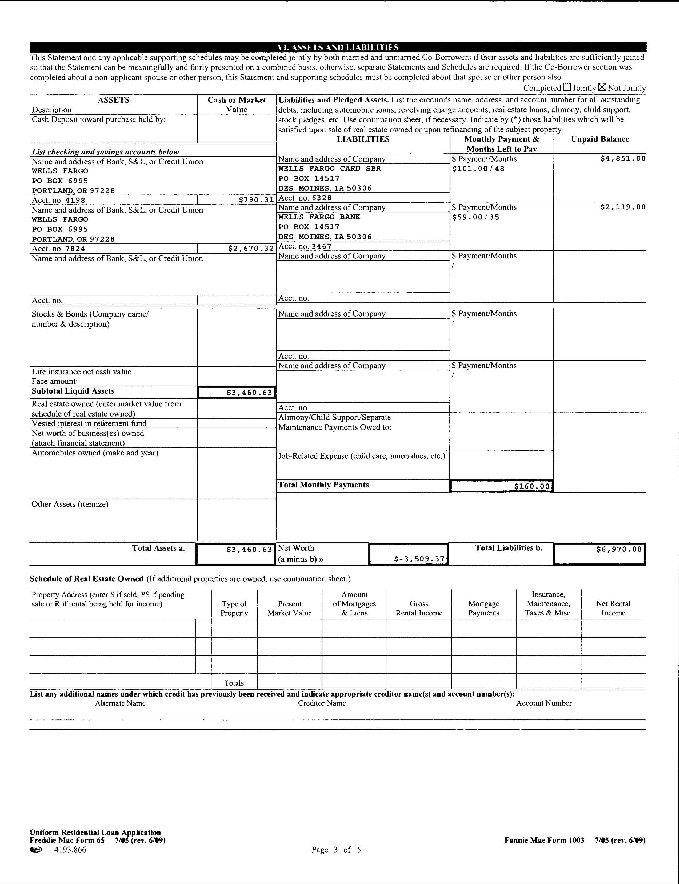 VI. ASSETS AND LIABILITIES
This Statement and any applicable supporting schedules may be completed jointly by both married and unmarried Co-Borrowers if their assets and liabilities are sufficiently joined
so that the Statement can be meaningfully and fairly presented on a combined basis; otherwise, separate Statements and Schedules are required. If the Co-Borrower section was
completed about a non-applicant spouse or other person, this Statement and supporting schedules must be completed about that spouse or other person also.
Completed ☐ Jointly ☒ Not Jointly
ASSETS
Cash or Market
Value
Description
Cash Deposit toward purchase held by:
Liabilities and Pledged Assets. List the creditor's name, address, and account number for all outstanding
debts, including automobile loans, revolving charge accounts, real estate loans, alimony, child support,
stock pledges, etc. Use continuation sheet, if necessary. Indicate by (*) those liabilities which will be
satisfied upon sale of real estate owned or upon refinancing of the subject property
LIABILITIES
Monthly Payment &
Months Left to Pay
Unpaid Balance
List checking and savings accounts below
Name and address of Bank, S&L, or Credit Union
WELLS FARGO
PO BOX 6995
PORTLAND, OR 97228
Acct. no. 4198 $790.31
Name and address of Company
WELLS FARGO CARD SER
PO BOX 14517
DES MOINES, IA 50306
Acct. no. 6328
$ Payment/Months
$101.00/48
$4,851.00
Name and address of Bank, S&L, or Credit Union
WELLS FARGO
PO BOX 6995
PORTLAND, OR 97228
Acct. no. 7824 $2,670.32
Name and address of Company
WELLS FARGO BANK
PO BOX 14517
DES MOINES, IA 50306
Acct. no. 3467
$ Payment/Months
$59.00/35
$2,119.00
Name and address of Bank, S&L, or Credit Union
Acct. no.
Name and address of Company
Acct. no.
$ Payment/Months
/
Stocks & Bonds (Company name/
number & description)
Name and address of Company
Acct. no.
$ Payment/Months
/
Life insurance net cash value
Face amount:
Subtotal Liquid Assets $3,460.63
Name and address of Company
Acct. no.
$ Payment/Months
/
Real estate owned (enter market value from
schedule of real estate owned)
Vested interest in retirement fund
Net worth of business(es) owned
(attach financial statement)
Automobiles owned (make and year)
Alimony/Child Support/Separate
Maintenance Payments Owed to:
Job-Related Expense (child care, union dues, etc.)
Total Monthly Payments $160.00
Other Assets (itemize)
Total Assets a. $3,460.63
Net Worth
(a minus b) » $-3,509.37
Total Liabilities b. $6,970.00
Schedule of Real Estate Owned (If additional properties are owned, use continuation sheet.)
Property Address (enter S if sold, PS if pending
sale or R if rental being held for income)
Type of
Property
Present
Market Value
Amount
of Mortgages
& Liens
Gross
Rental Income
Mortgage
Payments
Insurance,
Maintenance,
Taxes & Misc.
Net Rental
Income
Totals
List any additional names under which credit has previously been received and indicate appropriate creditor name(s) and account number(s):
Alternate Name Creditor Name Account Number
Uniform Residential Loan Application
Freddie Mac Form 65 7/05 (rev. 6/09)
4193.866
Page 3 of 5
Fannie Mae Form 1003 7/05 (rev. 6/09)